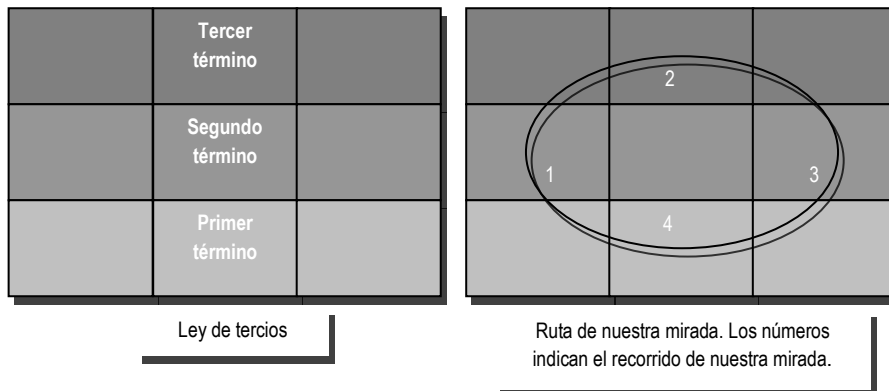 Tercer
término
Segundo
término
Primer
término
Ley de tercios
2
1
3
4
Ruta de nuestra mirada. Los números
indican el recorrido de nuestra mirada.